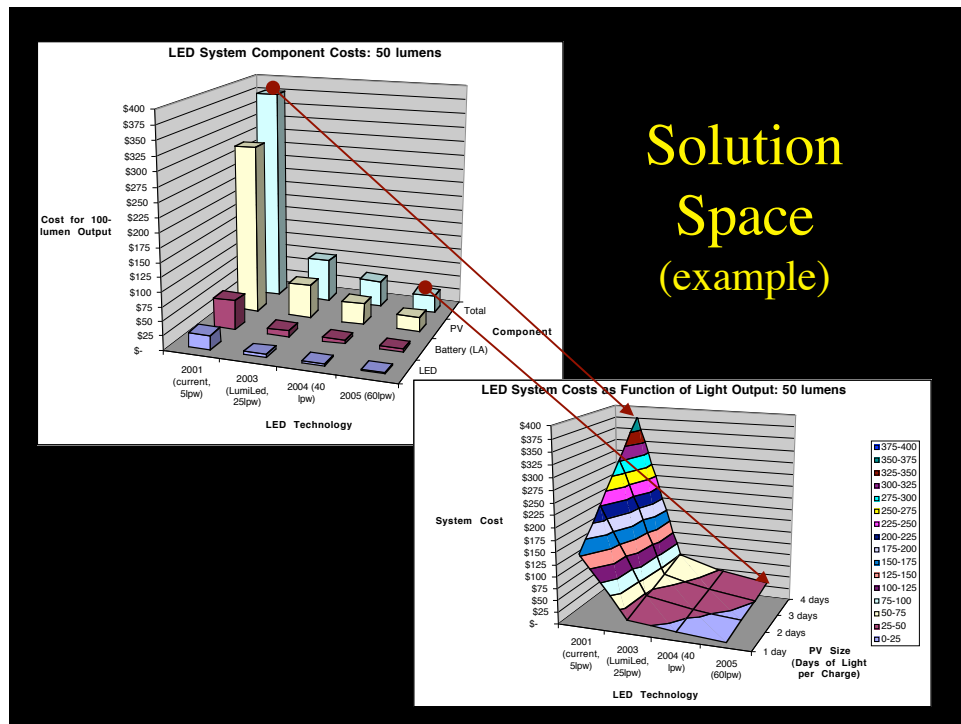 LED System Component Costs: 50 lumens
$400
$375
$350
$325
$300
$275
$250
$225
$200
$175
$150
$125
$100
$75
$50
$25
$-
Cost for 100-
lumen Output
2001
(current,
5lpw)
2003
(LumiLed,
25lpw)
2004 (40
lpw)
2005 (60lpw)
LED Technology
Total
PV
Battery (LA)
LED
Component
Solution
Space
(example)
LED System Costs as Function of Light Output: 50 lumens
$400
$375
$350
$325
$300
$275
$250
$225
$200
$175
$150
$125
$100
$75
$50
$25
$-
System Cost
2001
(current,
5lpw)
2003
(LumiLed,
25lpw)
2004 (40
lpw)
2005
(60lpw)
LED Technology
4 days
3 days
2 days
1 day
PV Size
(Days of Light
per Charge)
375-400
350-375
325-350
300-325
275-300
250-275
225-250
200-225
175-200
150-175
125-150
100-125
75-100
50-75
25-50
0-25